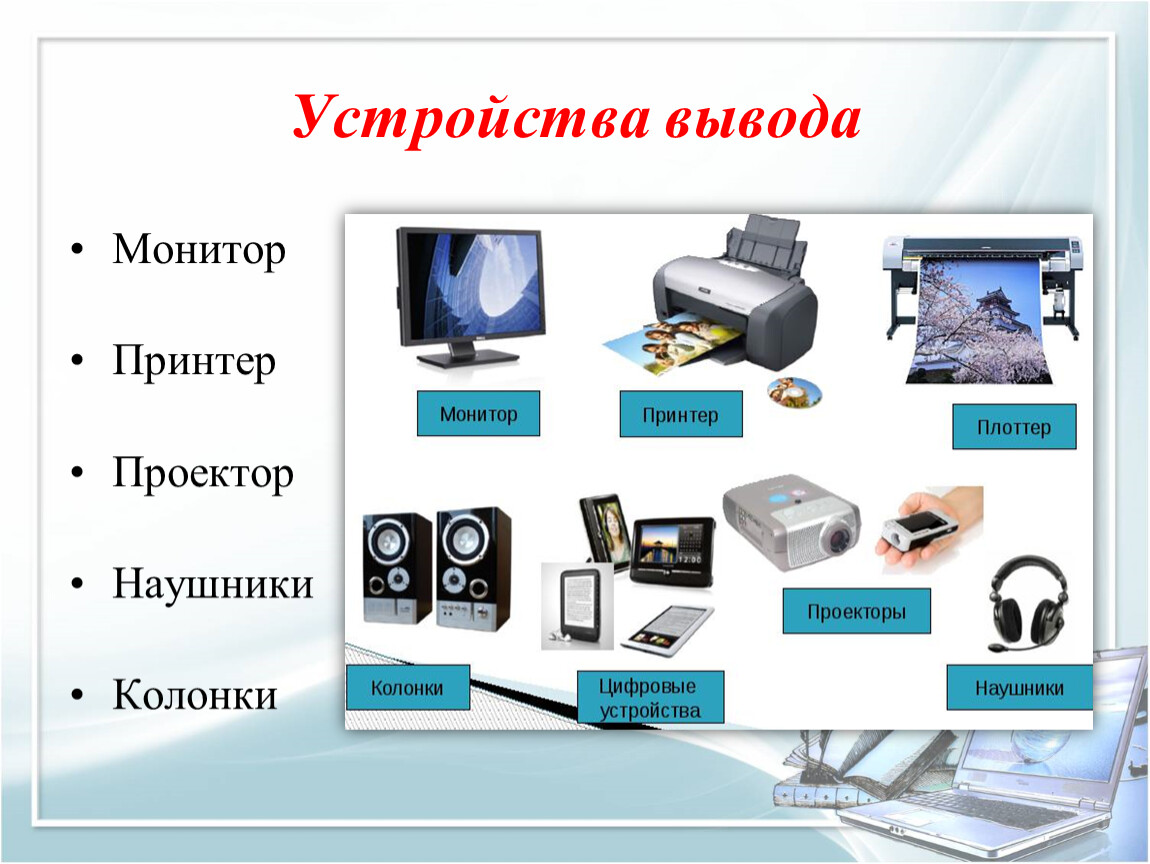 Устройства вывода
• Монитор
• Принтер
• Проектор
• Наушники
• Колонки
Монитор
Принтер
Плоттер
Проекторы
Колонки
Цифровые
устройства
Наушники